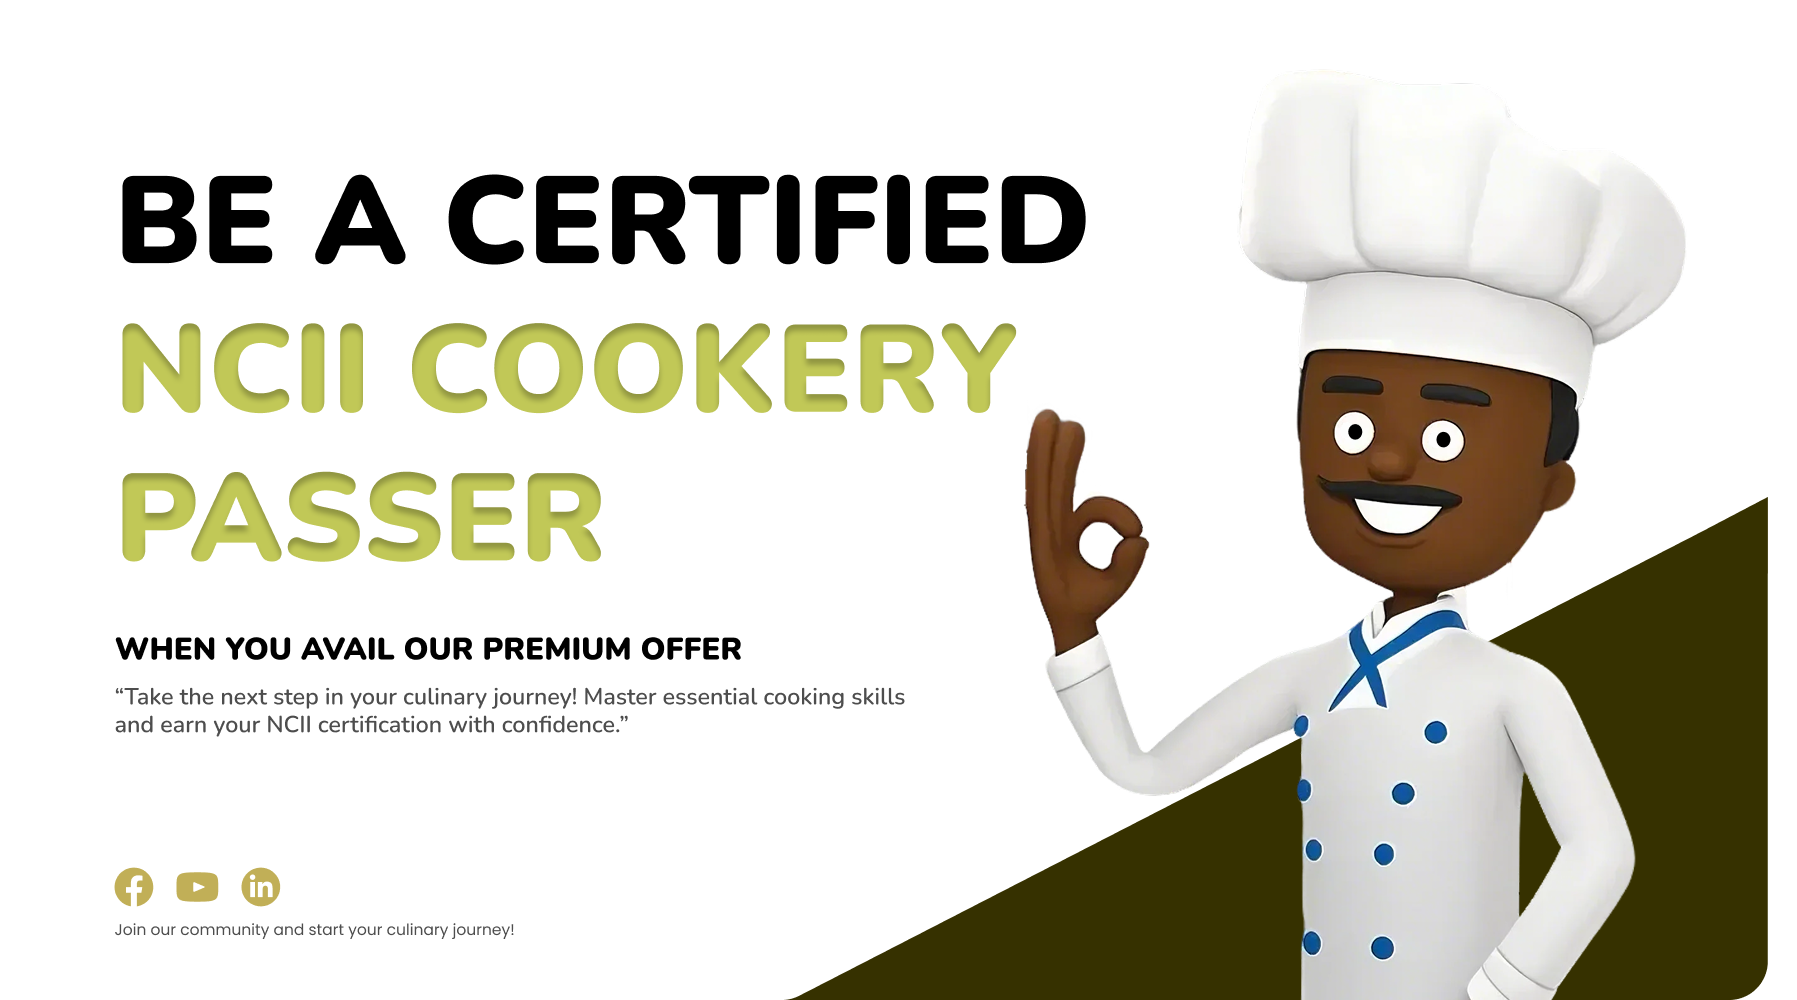 BE A CERTIFIED
NCII COOKERY
PASSER
WHEN YOU AVAIL OUR PREMIUM OFFER
“Take the next step in your culinary journey! Master essential cooking skills
and earn your NCII certification with confidence.”
in
Join our community and start your culinary journey!